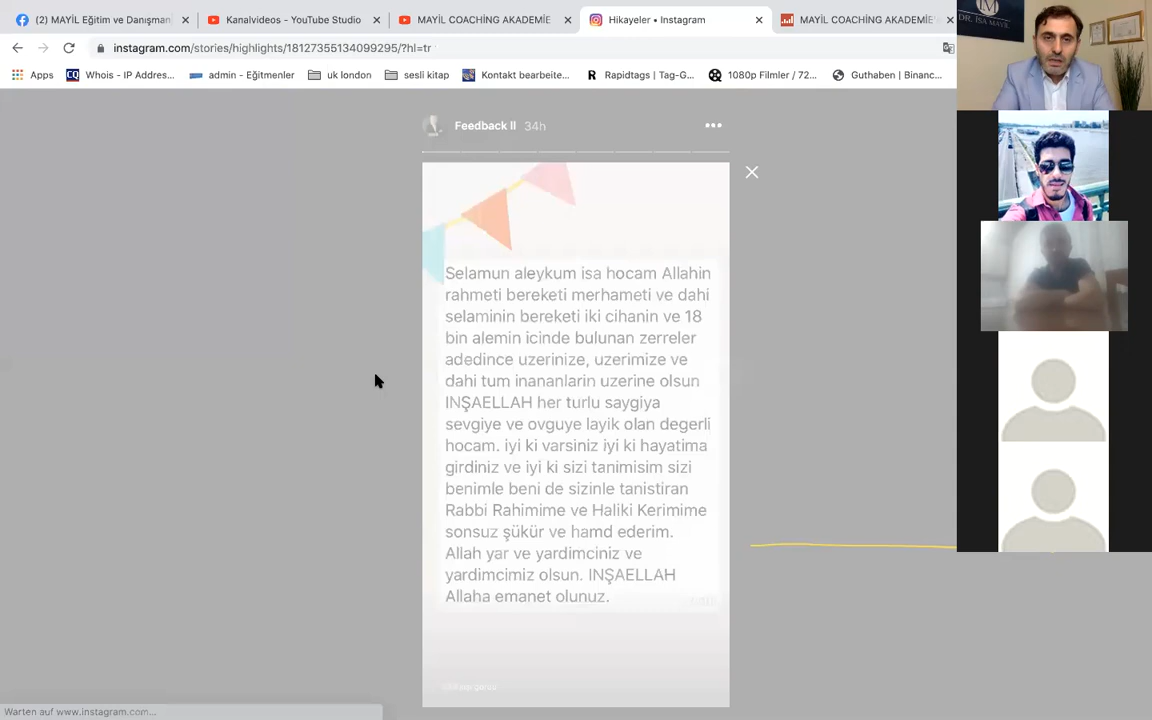 (2) MAYİL Eğitim ve Danışman
Kanalvideos - YouTube Studio
MAYİL COACHİNG AKADEMİE
Hikayeler • Instagram
MAYİL COACHİNG AKADEMİE'
instagram.com/stories/highlights/18127355134099295/?hl=tr
Apps
Whois - IP Addres...
admin - Eğitmenler
uk london
sesli kitap
Kontakt bearbeite...
Rapidtags | Tag-G...
1080p Filmler / 72...
Guthaben | Binanc...
DR. İSA MAYİL
Feedback II 34h
Selamun aleykum isa hocam Allahin
rahmeti bereketi merhameti ve dahi
selaminin bereketi iki cihanin ve 18
bin alemin icinde bulunan zerreler
adedince uzerinize, uzerimize ve
dahi tum inananlarin uzerine olsun
INŞAELLAH her turlu saygiya
sevgiye ve ovguye layik olan degerli
hocam. iyi ki varsiniz iyi ki hayatima
girdiniz ve iyi ki sizi tanimisim sizi
benimle beni de sizinle tanistiran
Rabbi Rahimime ve Haliki Kerimime
sonsuz şükür ve hamd ederim.
Allah yar ve yardimciniz ve
yardimcimiz olsun. INŞAELLAH
Allaha emanet olunuz.
Warten auf www.instagram.com...